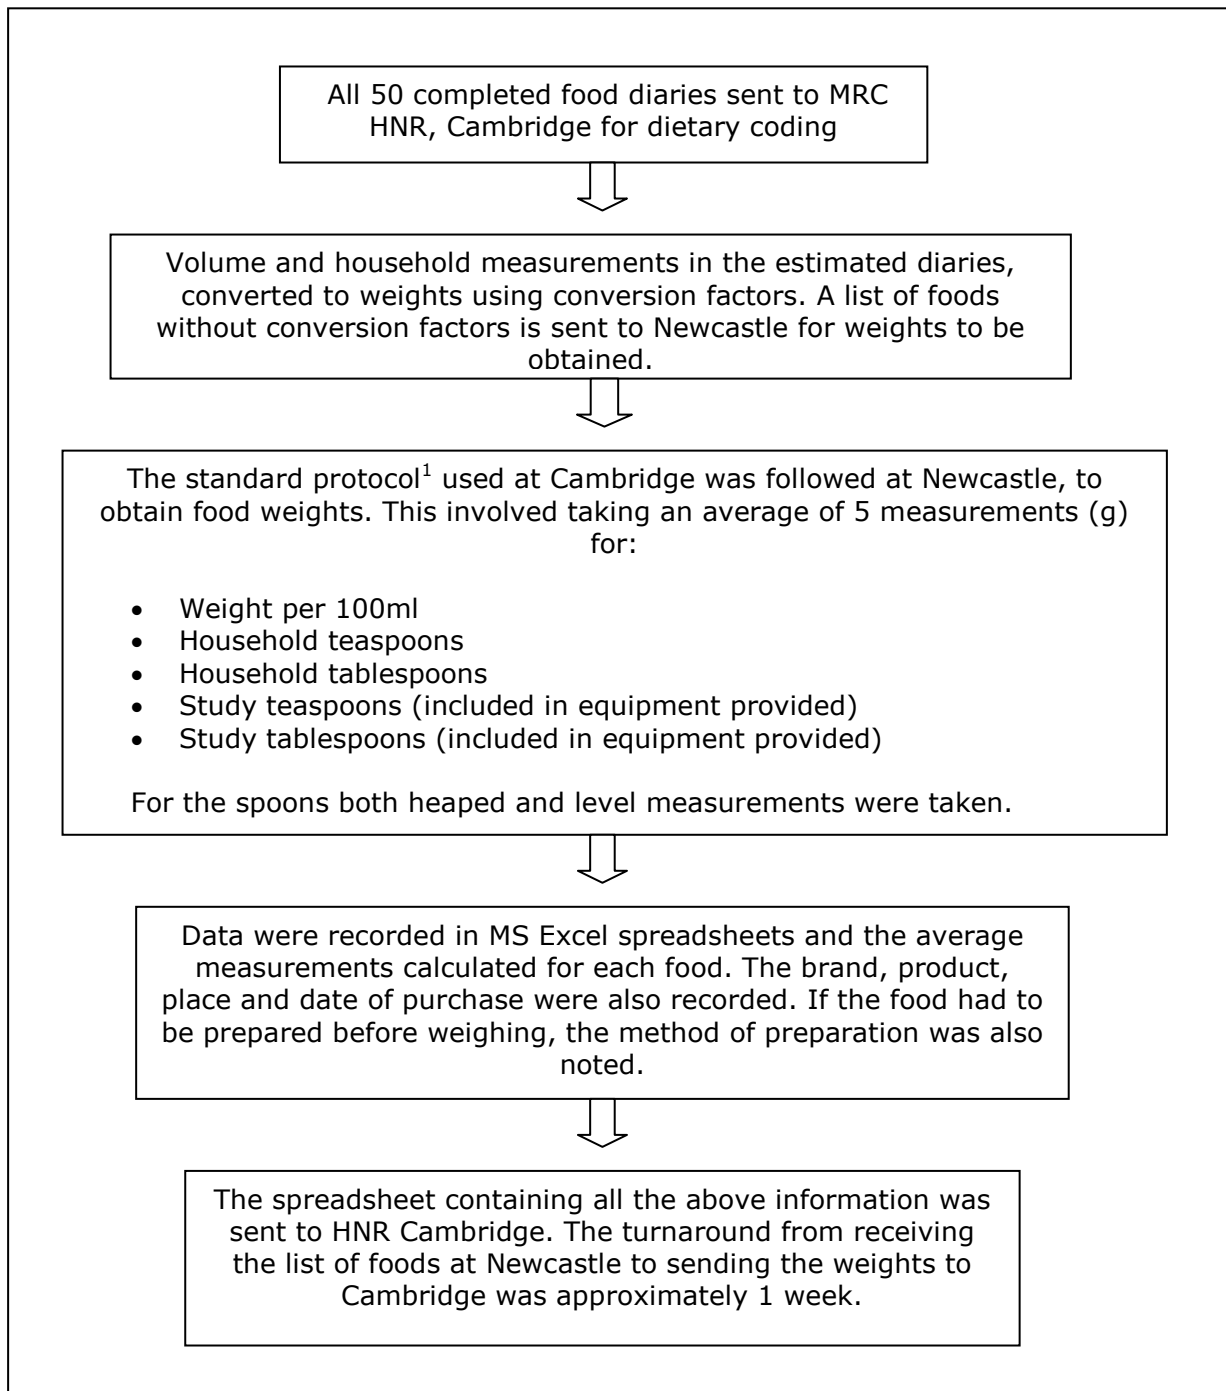 All 50 completed food diaries sent to MRC
HNR, Cambridge for dietary coding
Volume and household measurements in the estimated diaries,
converted to weights using conversion factors. A list of foods
without conversion factors is sent to Newcastle for weights to be
obtained.
The standard protocol¹ used at Cambridge was followed at Newcastle, to
obtain food weights. This involved taking an average of 5 measurements (g)
for:
• Weight per 100ml
• Household teaspoons
• Household tablespoons
• Study teaspoons (included in equipment provided)
• Study tablespoons (included in equipment provided)
For the spoons both heaped and level measurements were taken.
Data were recorded in MS Excel spreadsheets and the average
measurements calculated for each food. The brand, product,
place and date of purchase were also recorded. If the food had to
be prepared before weighing, the method of preparation was also
noted.
The spreadsheet containing all the above information was
sent to HNR Cambridge. The turnaround from receiving
the list of foods at Newcastle to sending the weights to
Cambridge was approximately 1 week.